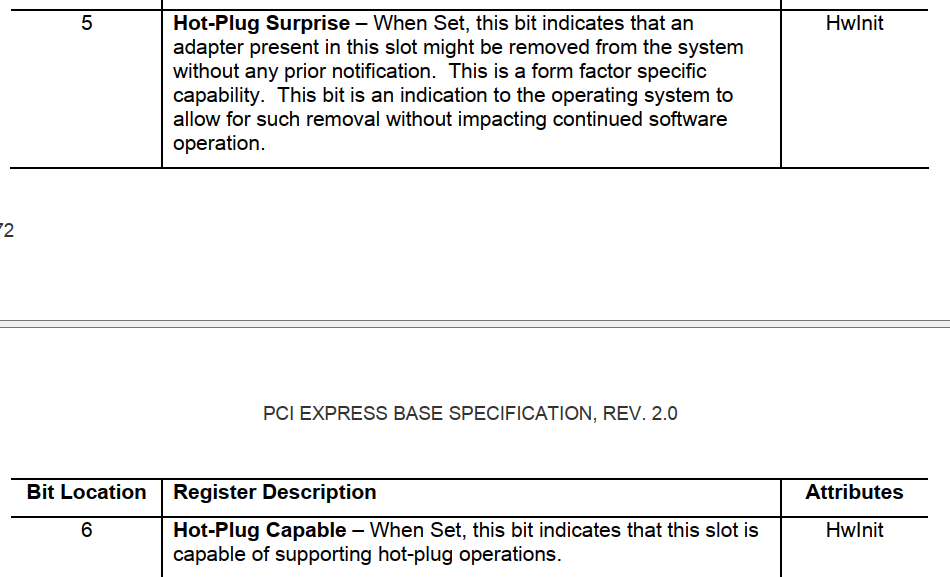 5 Hot-Plug Surprise – When Set, this bit indicates that an HwInit
adapter present in this slot might be removed from the system
without any prior notification. This is a form factor specific
capability. This bit is an indication to the operating system to
allow for such removal without impacting continued software
operation.
72
PCI EXPRESS BASE SPECIFICATION, REV. 2.0
Bit Location Register Description Attributes
6 Hot-Plug Capable – When Set, this bit indicates that this slot is HwInit
capable of supporting hot-plug operations.